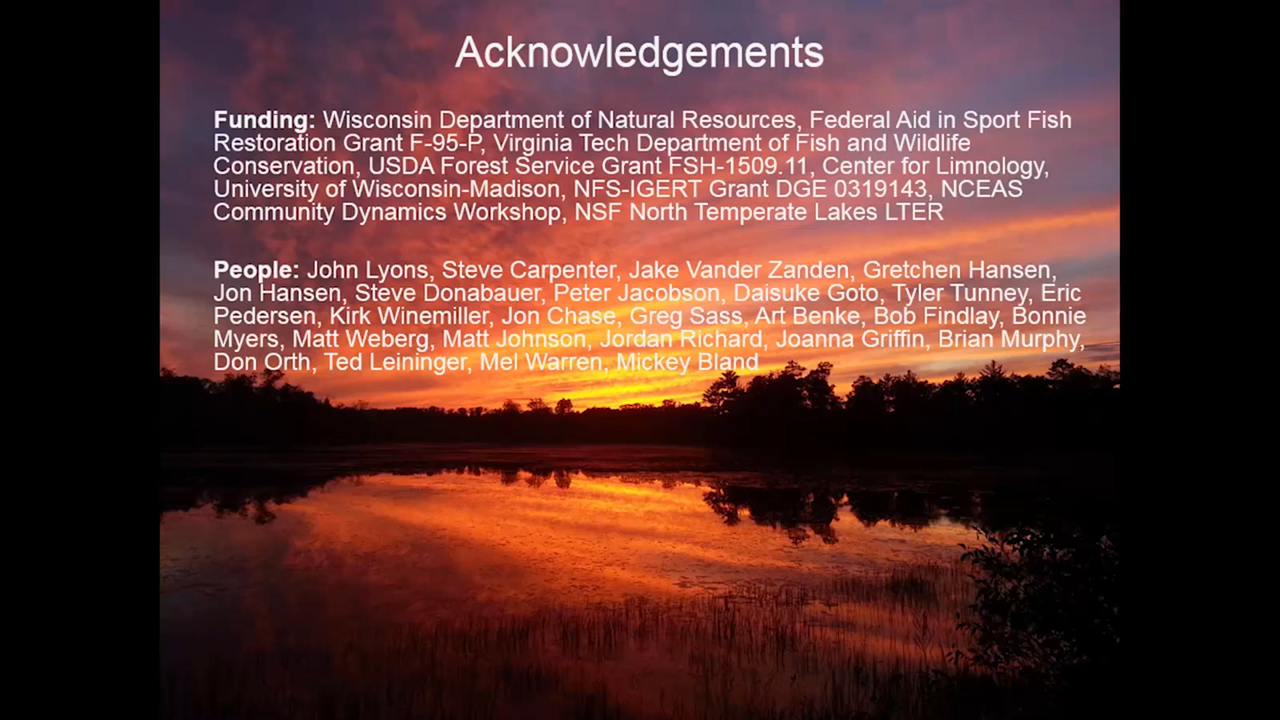 Acknowledgements
Funding: Wisconsin Department of Natural Resources, Federal Aid in Sport Fish
Restoration Grant F-95-P, Virginia Tech Department of Fish and Wildlife
Conservation, USDA Forest Service Grant FSH-1509.11, Center for Limnology,
University of Wisconsin-Madison, NFS-IGERT Grant DGE 0319143, NCEAS
Community Dynamics Workshop, NSF North Temperate Lakes LTER
People: John Lyons, Steve Carpenter, Jake Vander Zanden, Gretchen Hansen,
Jon Hansen, Steve Donabauer, Peter Jacobson, Daisuke Goto, Tyler Tunney, Eric
Pedersen, Kirk Winemiller, Jon Chase, Greg Sass, Art Benke, Bob Findlay, Bonnie
Myers, Matt Weberg, Matt Johnson, Jordan Richard, Joanna Griffin, Brian Murphy,
Don Orth, Ted Leininger, Mel Warren, Mickey Bland